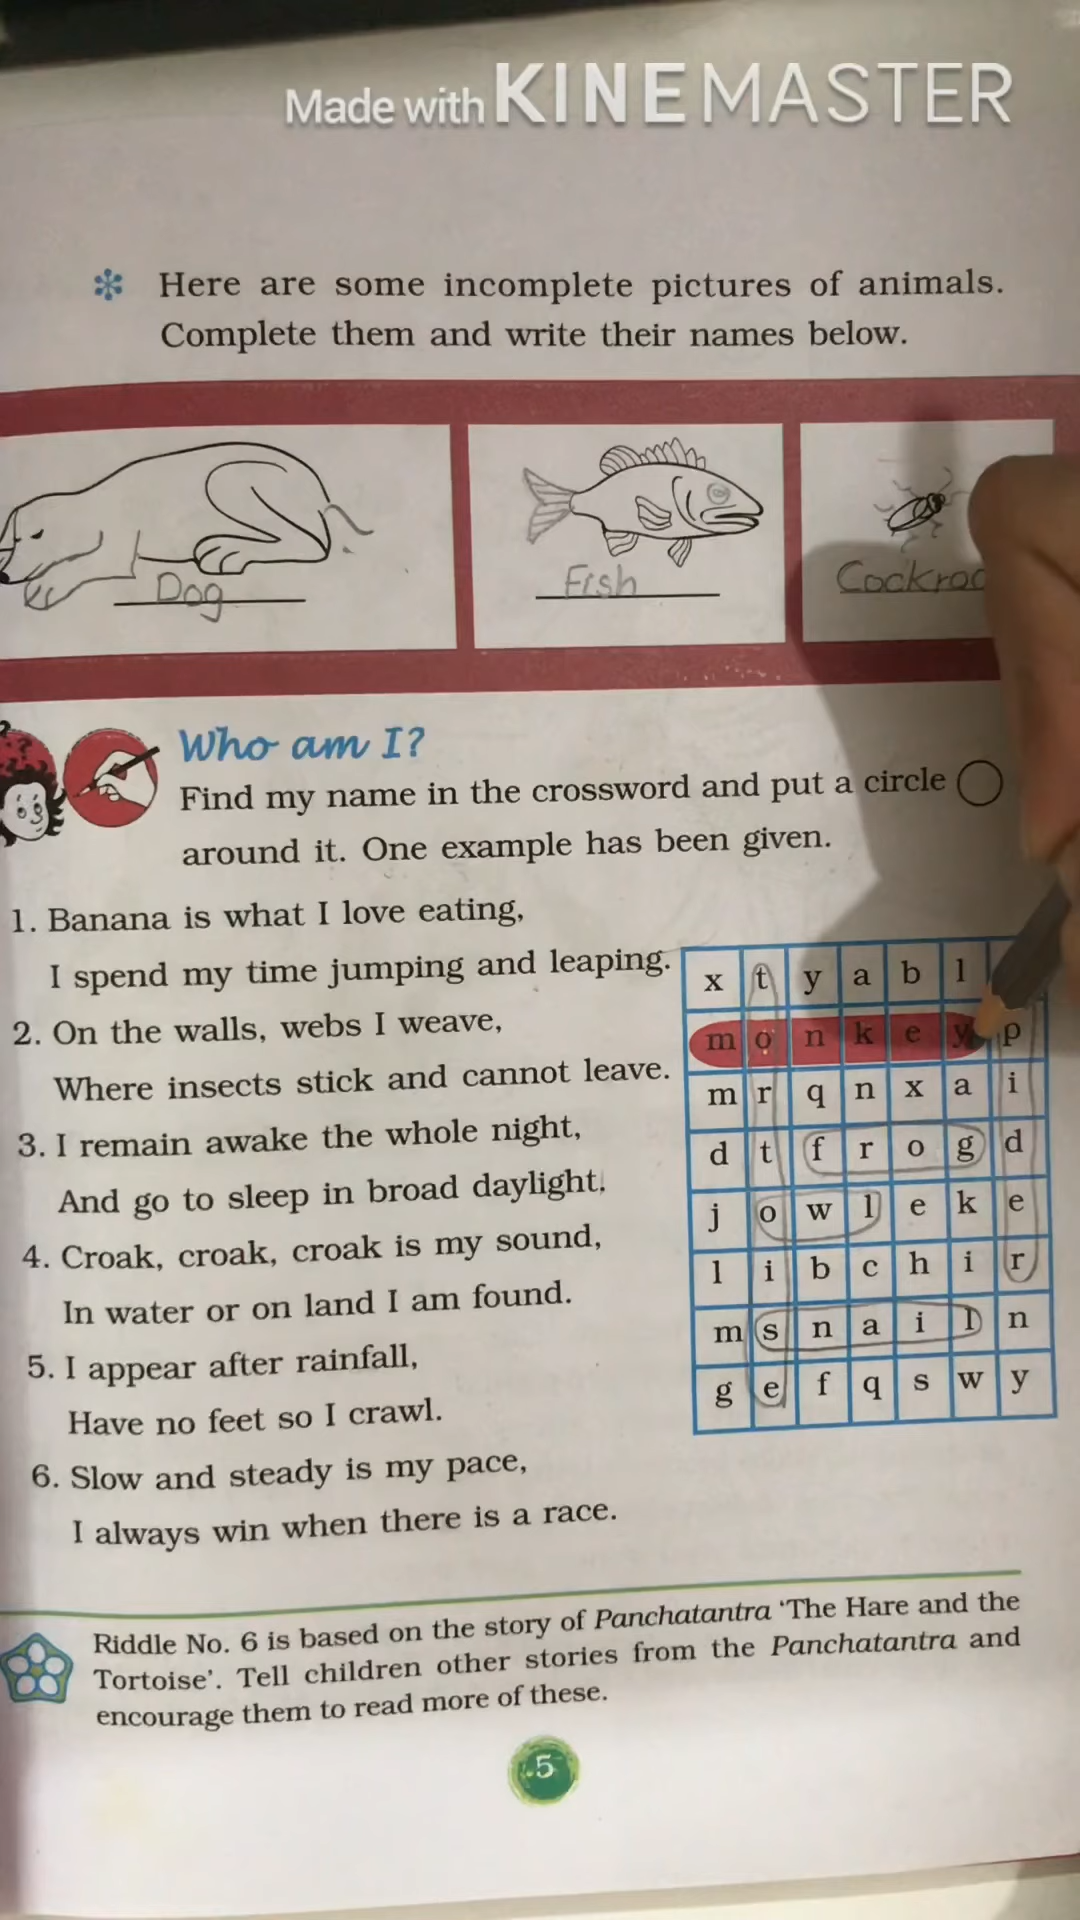 Made with KINEMASTER
Here are some incomplete pictures of animals.
Complete them and write their names below.
Dog
Fish
Who am I?
Find my name in the crossword and put a circle
around it. One example has been given.
1. Banana is what I love eating,
I spend my time jumping and leaping.
2. On the walls, webs I weave,
Where insects stick and cannot leave.
3. I remain awake the whole night,
And go to sleep in broad daylight.
4. Croak, croak, croak is my sound,
In water or on land I am found.
5. I appear after rainfall,
Have no feet so I crawl.
6. Slow and steady is my pace,
I always win when there is a race.
x t y a b l
m o n k e y p
m r q n x a i
d t f r o g d
j o w l e k e
l i b c h i r
m s n a i l n
g e f q s w y
Riddle No. 6 is based on the story of Panchatantra 'The Hare and the
Tortoise'. Tell children other stories from the Panchatantra and
encourage them to read more of these.
5